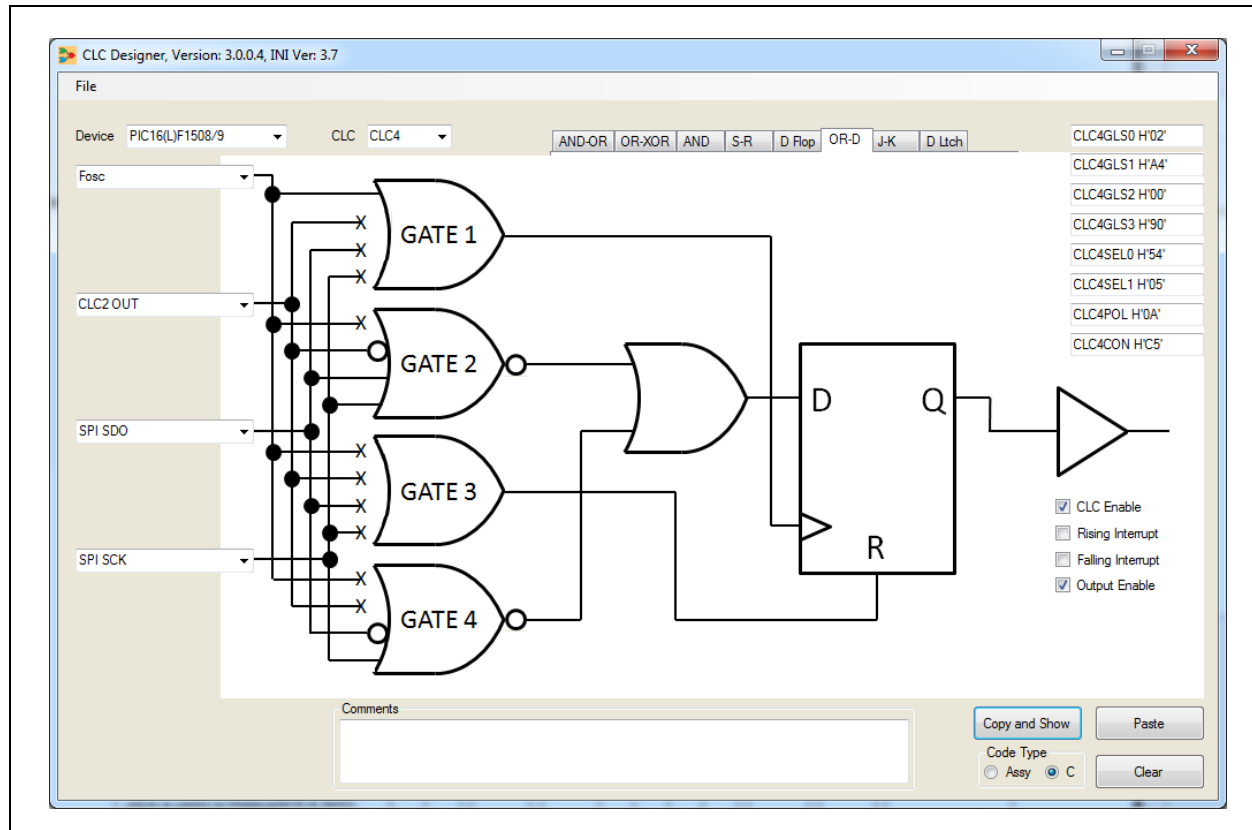 CLC Designer, Version: 3.0.0.4, INI Ver: 3.7
File
Device PIC16(L)F1508/9 CLC CLC4
AND-OR OR-XOR AND S-R D Flop OR-D J-K D Ltch
CLC4GLS0 H'02'
CLC4GLS1 H'A4'
CLC4GLS2 H'00'
CLC4GLS3 H'90'
CLC4SEL0 H'54'
CLC4SEL1 H'05'
CLC4POL H'0A'
CLC4CON H'C5'
Fosc
CLC2 OUT
SPI SDO
SPI SCK
X
X
X
GATE 1
X
GATE 2
X
X
X
X
GATE 3
X
X
GATE 4
D Q
R
CLC Enable
Rising Interrupt
Falling Interrupt
Output Enable
Comments
Copy and Show Paste
Code Type
Assy C Clear